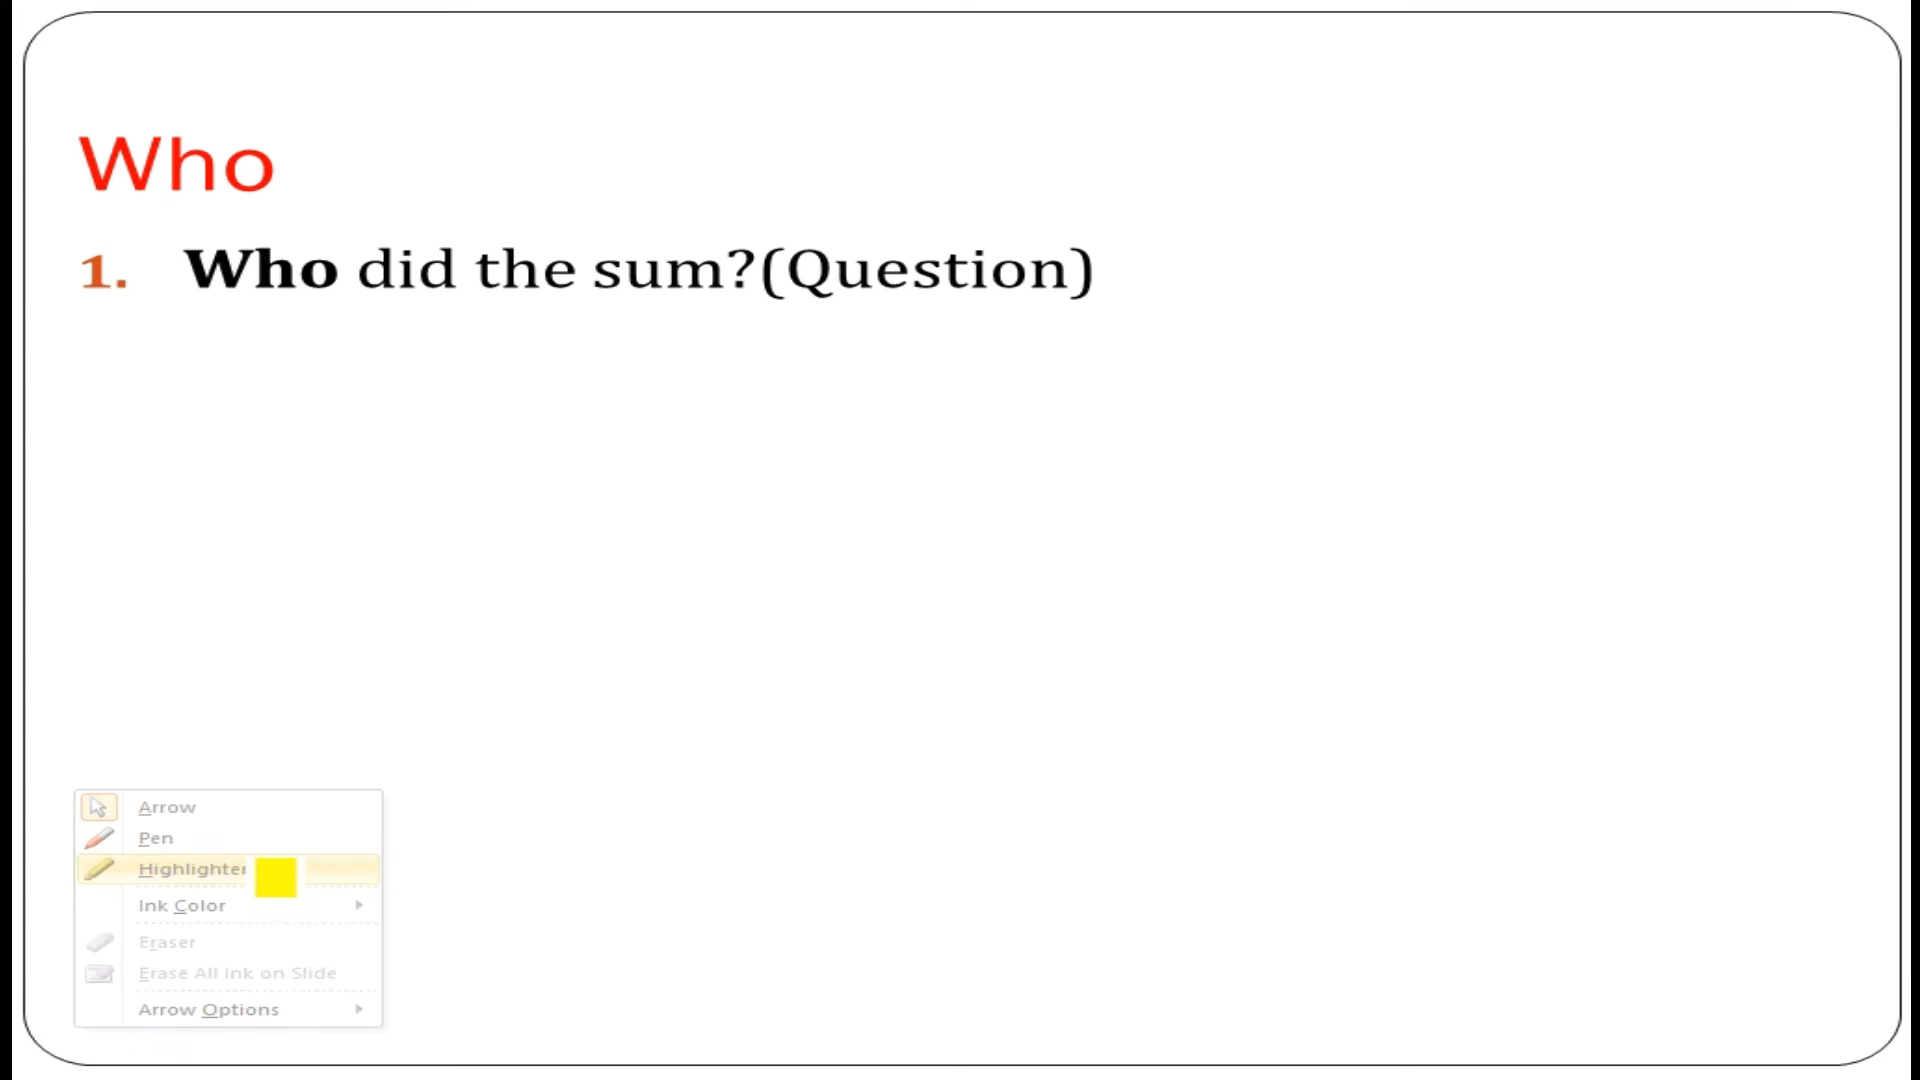 Who
1. Who did the sum?(Question)
Arrow
Pen
Highlighter
Ink Color
Eraser
Erase All Ink on Slide
Arrow Options